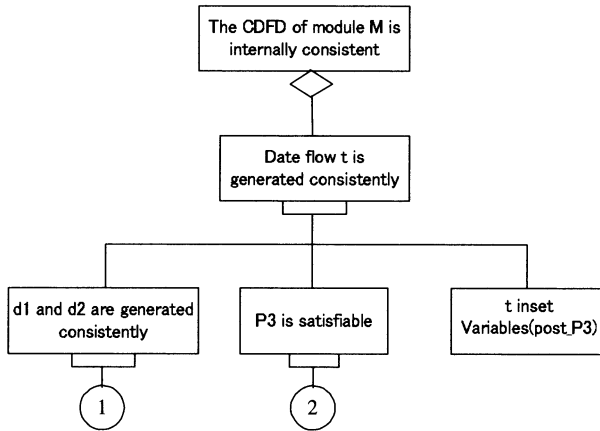 The CDFD of module M is
internally consistent
Date flow t is
generated consistently
d1 and d2 are generated
consistently
P3 is satisfiable
t inset
Variables(post_P3)
1
2